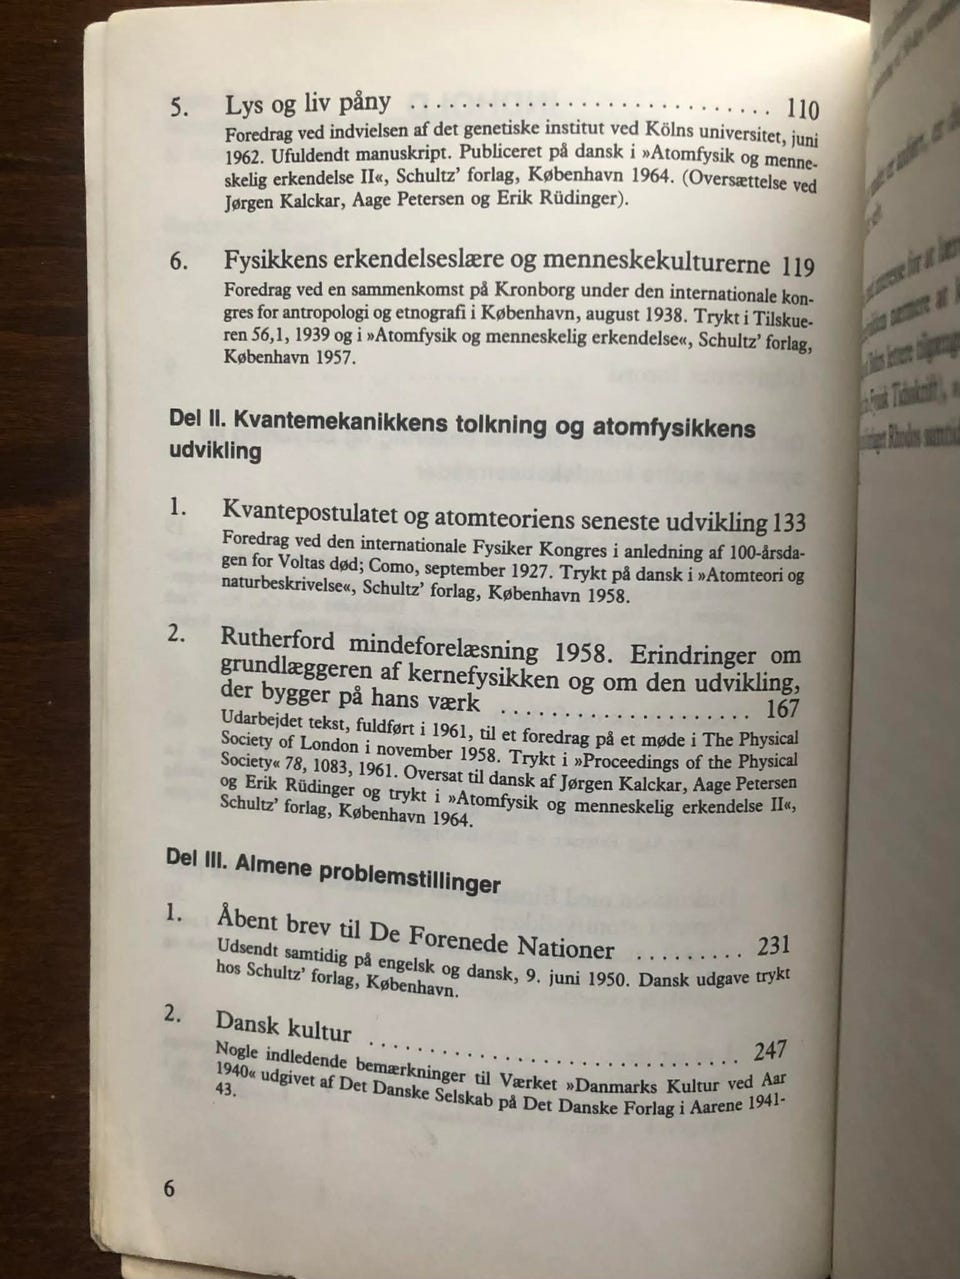 5. Lys og liv påny ............................. 110
Foredrag ved indvielsen af det genetiske institut ved Kölns universitet, juni
1962. Ufuldendt manuskript. Publiceret på dansk i »Atomfysik og menne-
skelig erkendelse II«, Schultz' forlag, København 1964. (Oversættelse ved
Jørgen Kalckar, Aage Petersen og Erik Rüdinger).
6. Fysikkens erkendelseslære og menneskekulturerne 119
Foredrag ved en sammenkomst på Kronborg under den internationale kon-
gres for antropologi og etnografi i København, august 1938. Trykt i Tilskue-
ren 56,1, 1939 og i »Atomfysik og menneskelig erkendelse«, Schultz' forlag,
København 1957.
Del II. Kvantemekanikkens tolkning og atomfysikkens
udvikling
1. Kvantepostulatet og atomteoriens seneste udvikling 133
Foredrag ved den internationale Fysiker Kongres i anledning af 100-årsda-
gen for Voltas død; Como, september 1927. Trykt på dansk i »Atomteori og
naturbeskrivelse«, Schultz' forlag, København 1958.
2. Rutherford mindeforelæsning 1958. Erindringer om
grundlæggeren af kernefysikken og om den udvikling,
der bygger på hans værk .................... 167
Udarbejdet tekst, fuldført i 1961, til et foredrag på et møde i The Physical
Society of London i november 1958. Trykt i »Proceedings of the Physical
Society« 78, 1083, 1961. Oversat til dansk af Jørgen Kalckar, Aage Petersen
og Erik Rüdinger og trykt i »Atomfysik og menneskelig erkendelse II«,
Schultz' forlag, København 1964.
Del III. Almene problemstillinger
1. Åbent brev til De Forenede Nationer ......... 231
Udsendt samtidig på engelsk og dansk, 9. juni 1950. Dansk udgave trykt
hos Schultz' forlag, København.
2. Dansk kultur ............................... 247
Nogle indledende bemærkninger til Værket »Danmarks Kultur ved Aar
1940« udgivet af Det Danske Selskab på Det Danske Forlag i Aarene 1941-
43.
6